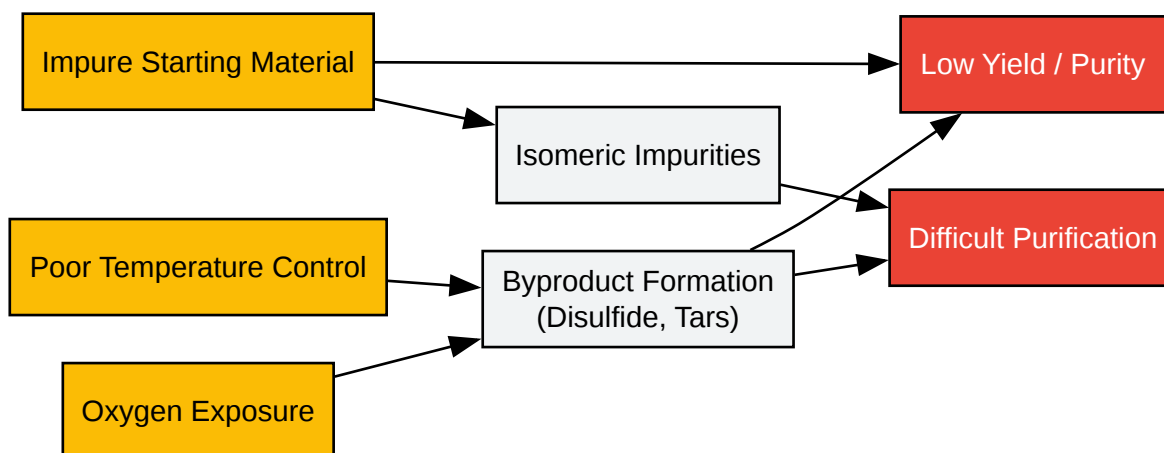 Impure Starting Material
Low Yield / Purity
Isomeric Impurities
Difficult Purification
Poor Temperature Control
Byproduct Formation
(Disulfide, Tars)
Oxygen Exposure